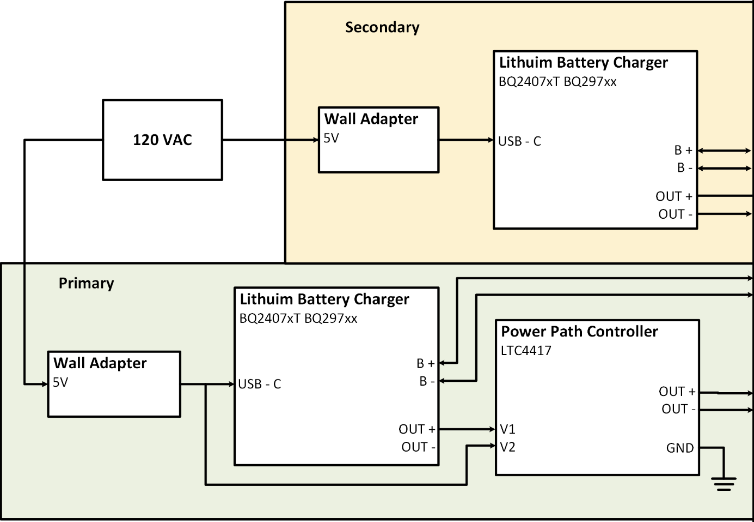 Secondary
Lithuim Battery Charger
BQ2407xT BQ297xx
Wall Adapter
5V
120 VAC
USB - C
B +
B -
OUT +
OUT -
Primary
Lithuim Battery Charger
BQ2407xT BQ297xx
Power Path Controller
LTC4417
Wall Adapter
5V
USB - C
B +
B -
OUT +
OUT -
V1
V2
OUT +
OUT -
GND